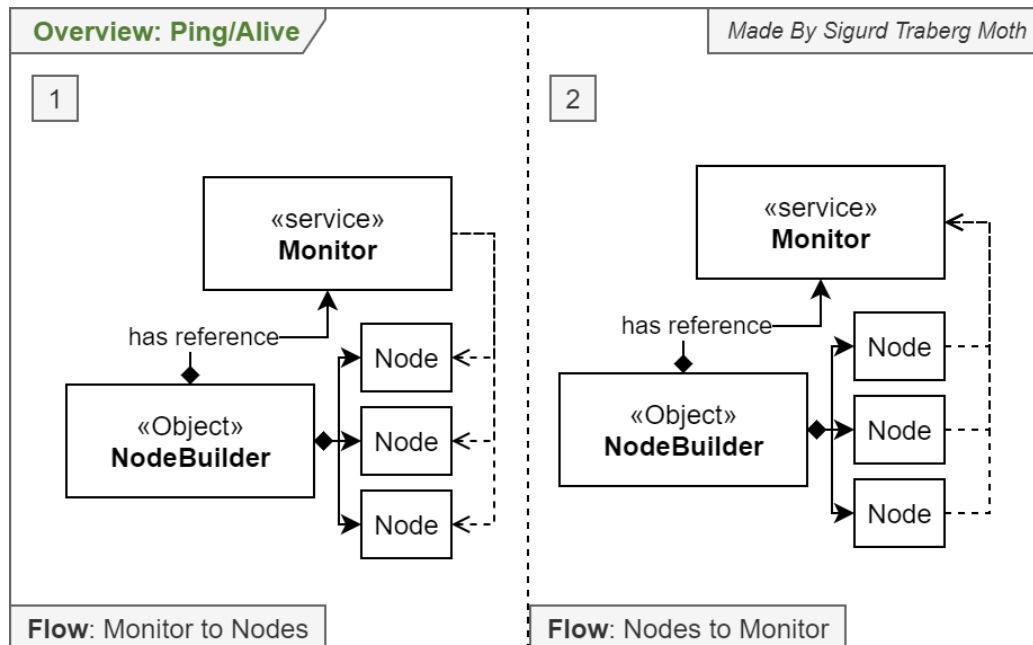 Overview: Ping/Alive
Made By Sigurd Traberg Moth
1
«service»
Monitor
has reference
Node
«Object»
NodeBuilder
Node
Node
Flow: Monitor to Nodes
2
«service»
Monitor
has reference
Node
«Object»
NodeBuilder
Node
Node
Flow: Nodes to Monitor